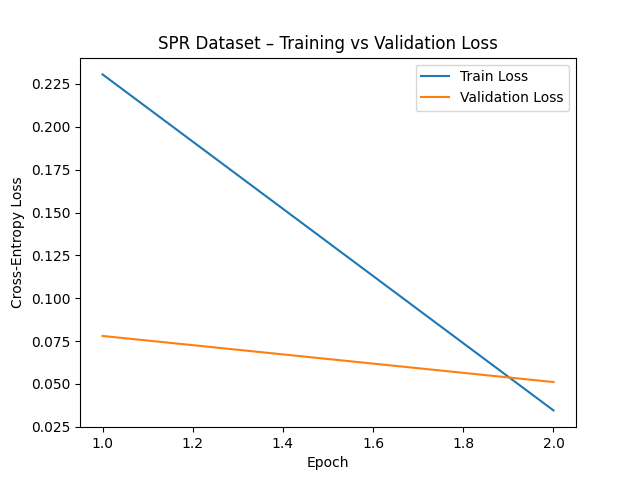 SPR Dataset – Training vs Validation Loss
Train Loss
Validation Loss
Cross-Entropy Loss
0.225
0.200
0.175
0.150
0.125
0.100
0.075
0.050
0.025
1.0 1.2 1.4 1.6 1.8 2.0
Epoch